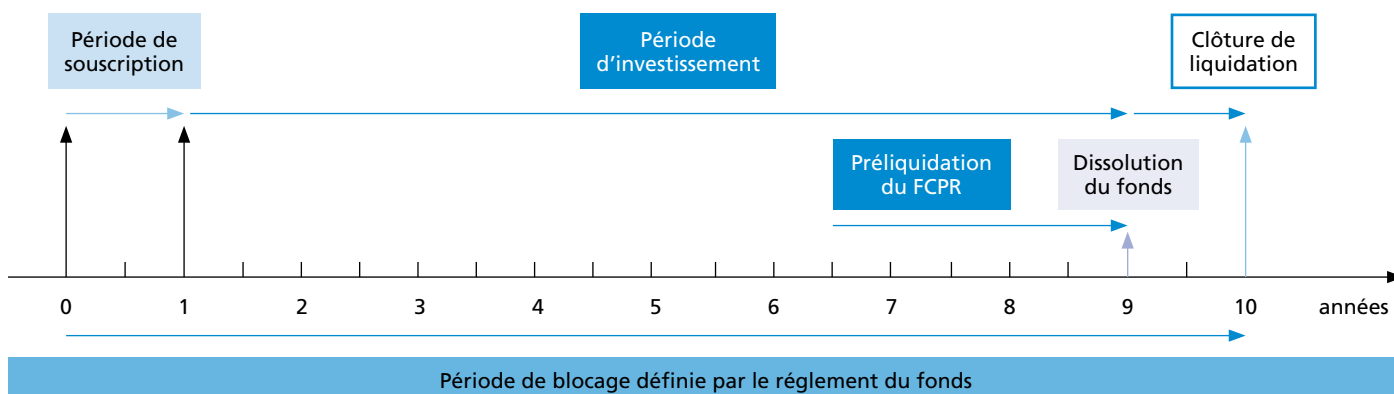 Période de
souscription
Période
d'investissement
Clôture de
liquidation
Préliquidation
du FCPR
Dissolution
du fonds
0 1 2 3 4 5 6 7 8 9 10 années
Période de blocage définie par le réglement du fonds